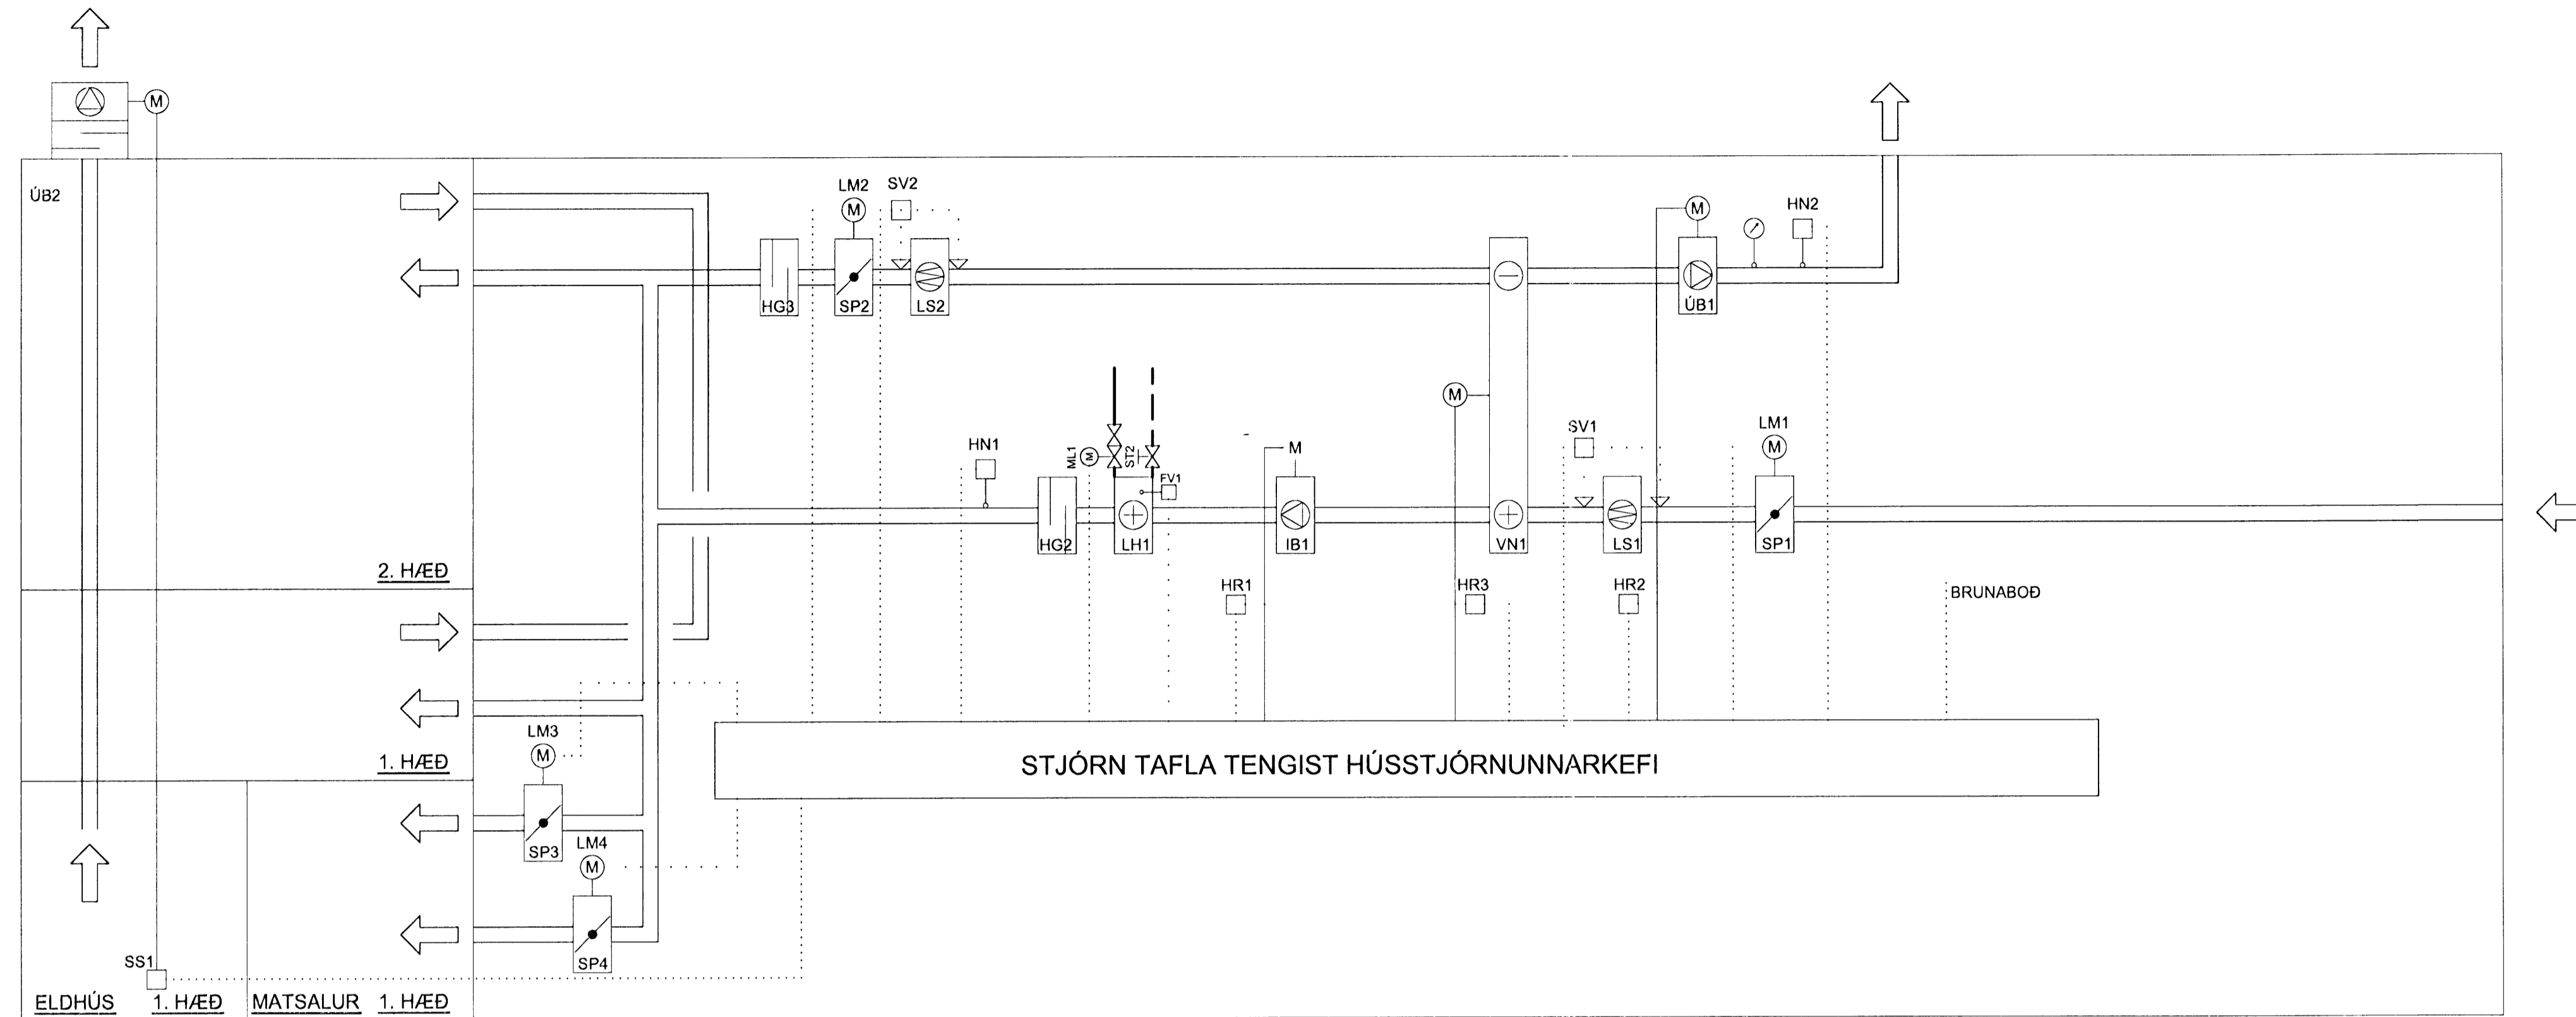 M
ÚB2
LM2
M
SV2
M
HN2
HG3
SP2
LS2
ÚB1
M
HN1
ML1
M
ST2
FV1
M
SV1
LM1
M
HG2
LH1
IB1
VN1
LS1
SP1
2. HÆÐ
HR1
HR3
HR2
BRUNABOÐ
LM3
M
1. HÆÐ
STJÓRN TAFLA TENGIST HÚSSTJÓRNUNNARKEFI
SP3
LM4
M
SP4
SS1
ELDHÚS 1. HÆÐ MATSALUR 1. HÆÐ